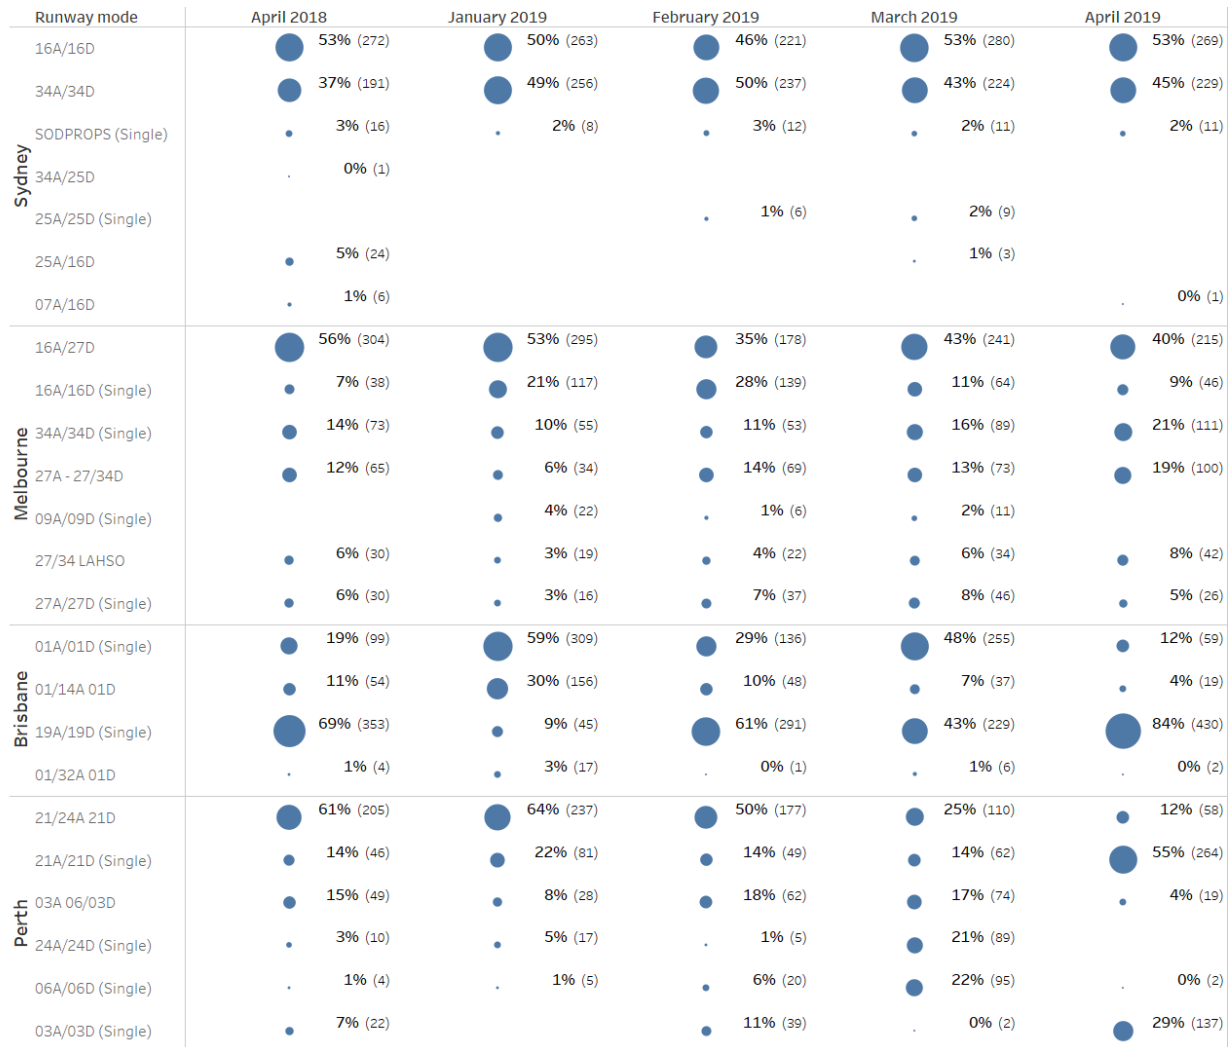 Runway mode April 2018 January 2019 February 2019 March 2019 April 2019
Sydney
16A/16D 53% (272) 50% (263) 46% (221) 53% (280) 53% (269)
34A/34D 37% (191) 49% (256) 50% (237) 43% (224) 45% (229)
SODPROPS (Single) 3% (16) 2% (8) 3% (12) 2% (11) 2% (11)
34A/25D 0% (1)
25A/25D (Single) 1% (6) 2% (9)
25A/16D 5% (24) 1% (3)
07A/16D 1% (6) 0% (1)
Melbourne
16A/27D 56% (304) 53% (295) 35% (178) 43% (241) 40% (215)
16A/16D (Single) 7% (38) 21% (117) 28% (139) 11% (64) 9% (46)
34A/34D (Single) 14% (73) 10% (55) 11% (53) 16% (89) 21% (111)
27A - 27/34D 12% (65) 6% (34) 14% (69) 13% (73) 19% (100)
09A/09D (Single) 4% (22) 1% (6) 2% (11)
27/34 LAHSO 6% (30) 3% (19) 4% (22) 6% (34) 8% (42)
27A/27D (Single) 6% (30) 3% (16) 7% (37) 8% (46) 5% (26)
Brisbane
01A/01D (Single) 19% (99) 59% (309) 29% (136) 48% (255) 12% (59)
01/14A 01D 11% (54) 30% (156) 10% (48) 7% (37) 4% (19)
19A/19D (Single) 69% (353) 9% (45) 61% (291) 43% (229) 84% (430)
01/32A 01D 1% (4) 3% (17) 0% (1) 1% (6) 0% (2)
Perth
21/24A 21D 61% (205) 64% (237) 50% (177) 25% (110) 12% (58)
21A/21D (Single) 14% (46) 22% (81) 14% (49) 14% (62) 55% (264)
03A 06/03D 15% (49) 8% (28) 18% (62) 17% (74) 4% (19)
24A/24D (Single) 3% (10) 5% (17) 1% (5) 21% (89)
06A/06D (Single) 1% (4) 1% (5) 6% (20) 22% (95) 0% (2)
03A/03D (Single) 7% (22) 11% (39) 0% (2) 29% (137)